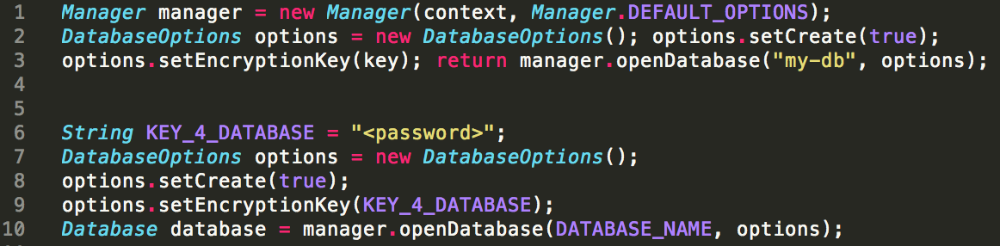 1 Manager manager = new Manager(context, Manager.DEFAULT_OPTIONS);
2 DatabaseOptions options = new DatabaseOptions(); options.setCreate(true);
3 options.setEncryptionKey(key); return manager.openDatabase("my-db", options);
4
5
6 String KEY_4_DATABASE = "<password>";
7 DatabaseOptions options = new DatabaseOptions();
8 options.setCreate(true);
9 options.setEncryptionKey(KEY_4_DATABASE);
10 Database database = manager.openDatabase(DATABASE_NAME, options);